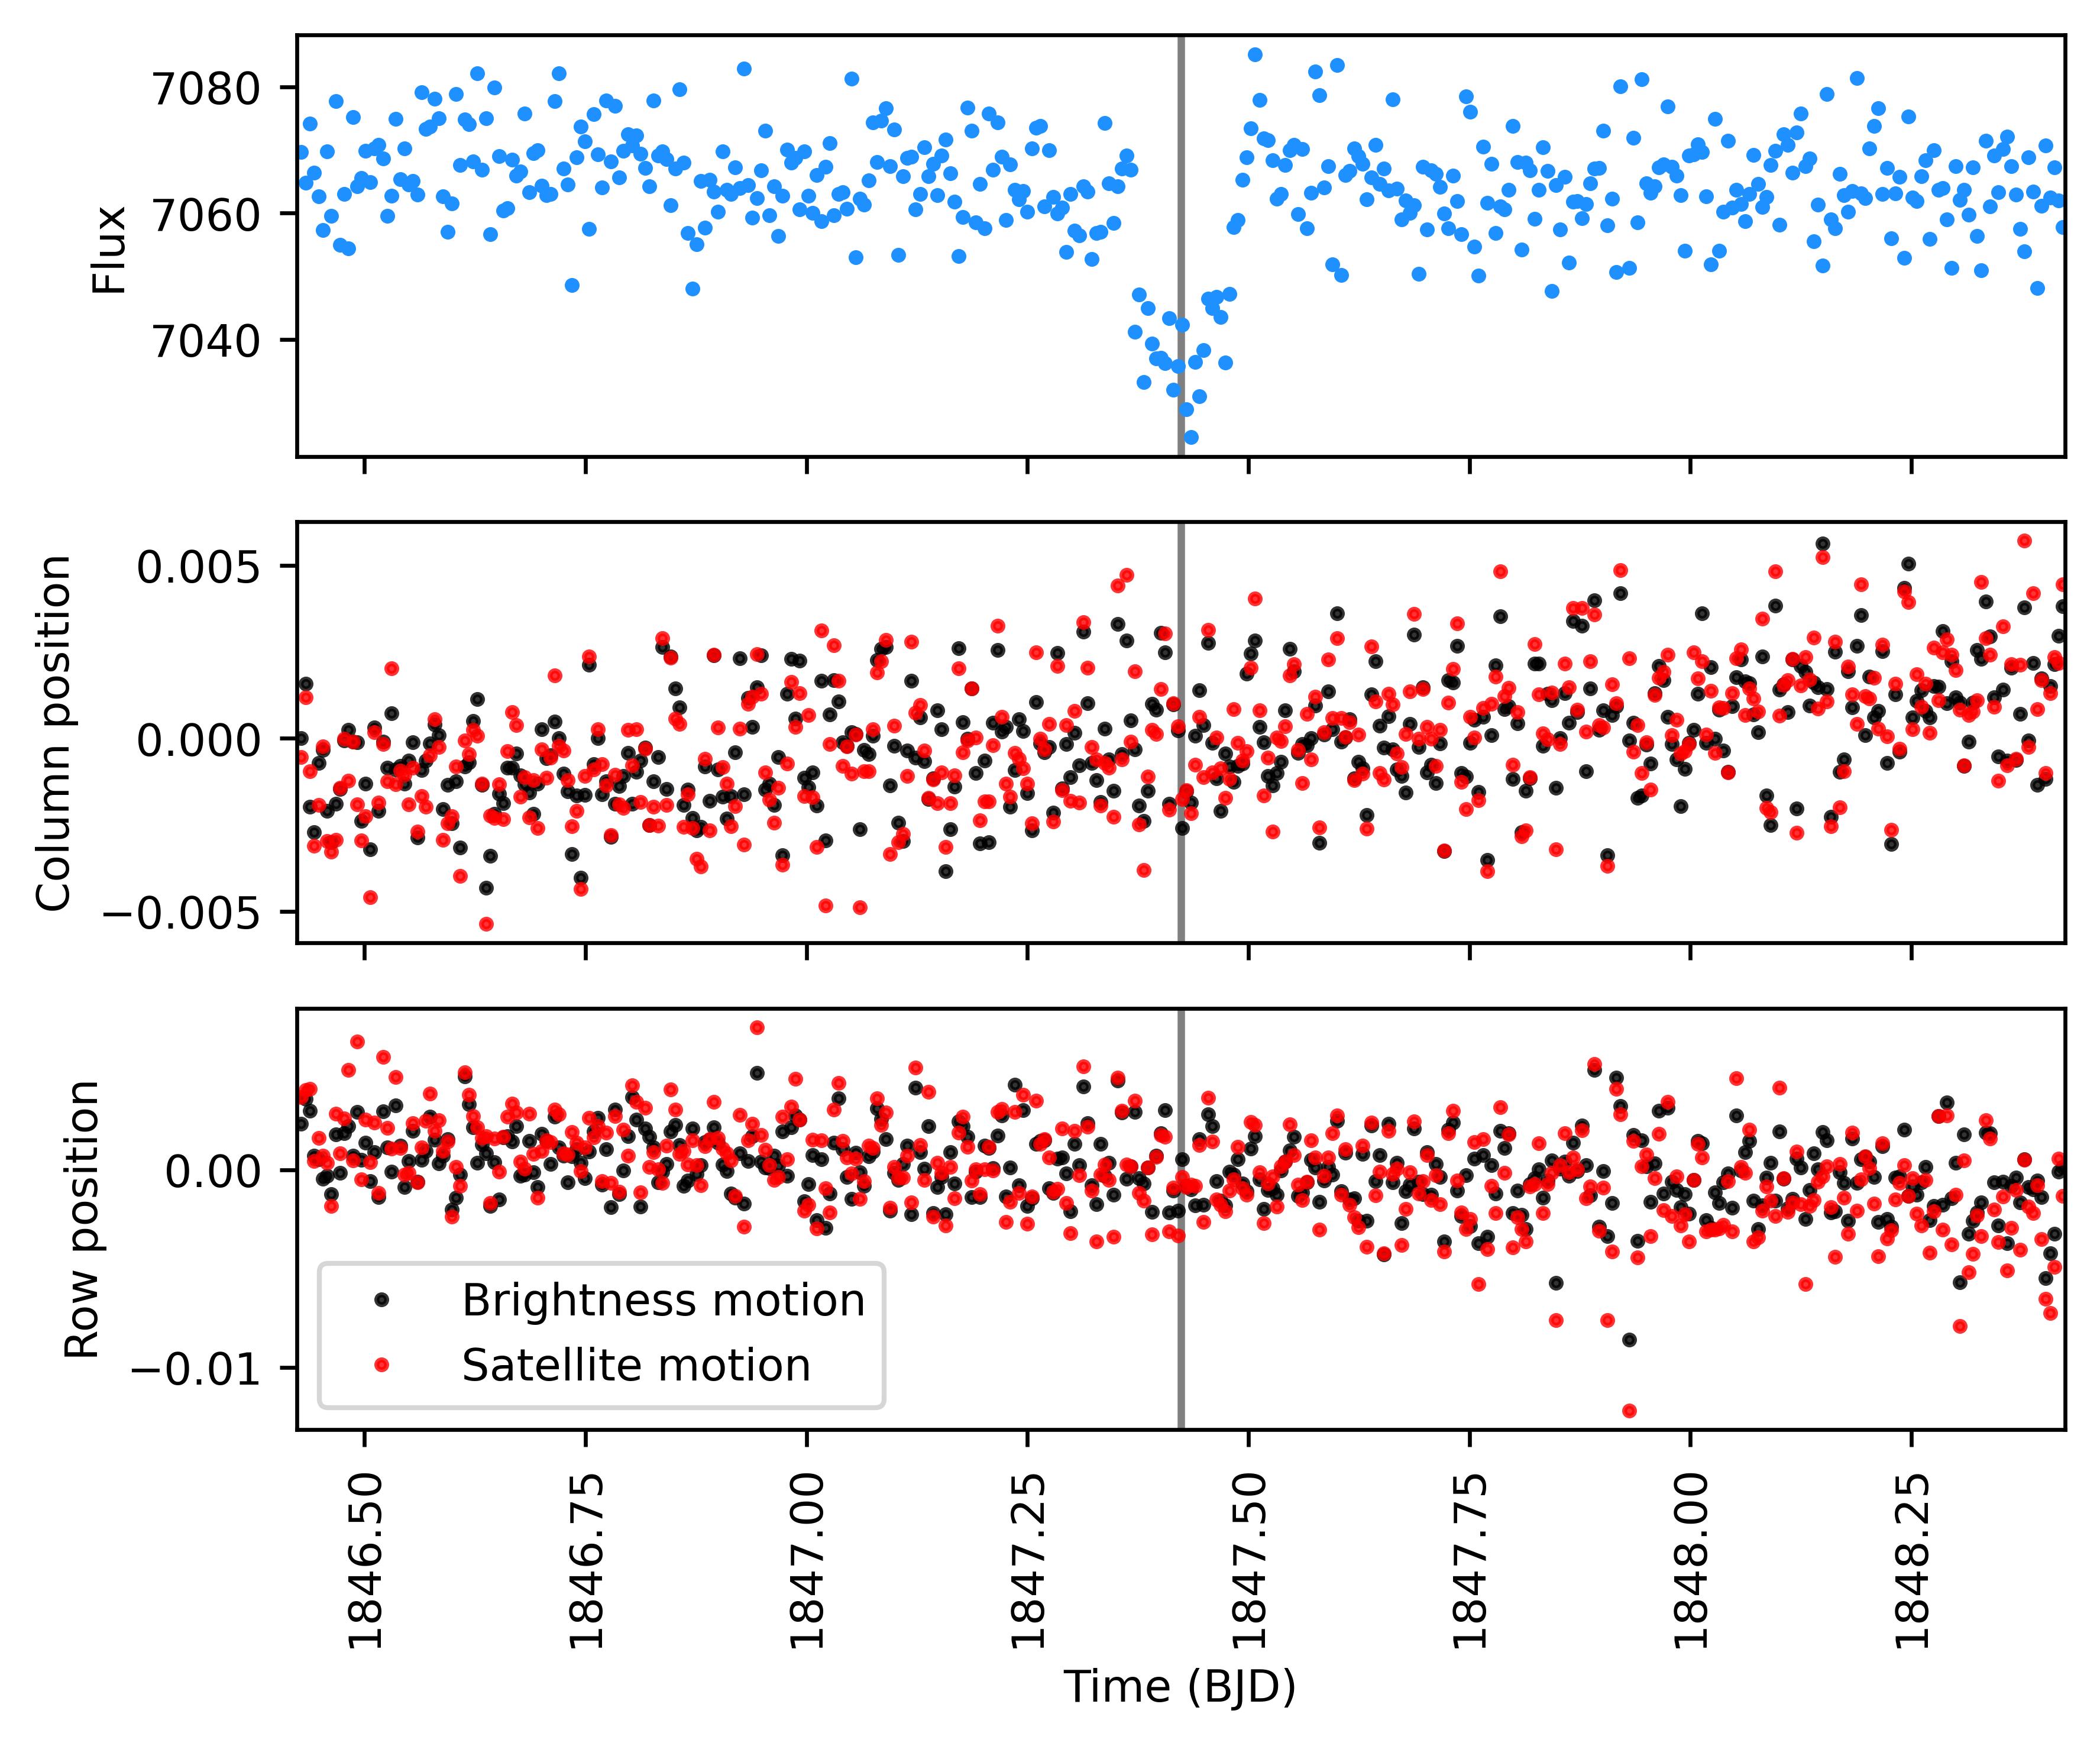 7080
7060
7040
Flux
0.005
0.000
−0.005
Column position
0.00
−0.01
Row position
Brightness motion
Satellite motion
1846.50
1846.75
1847.00
1847.25
1847.50
1847.75
1848.00
1848.25
Time (BJD)